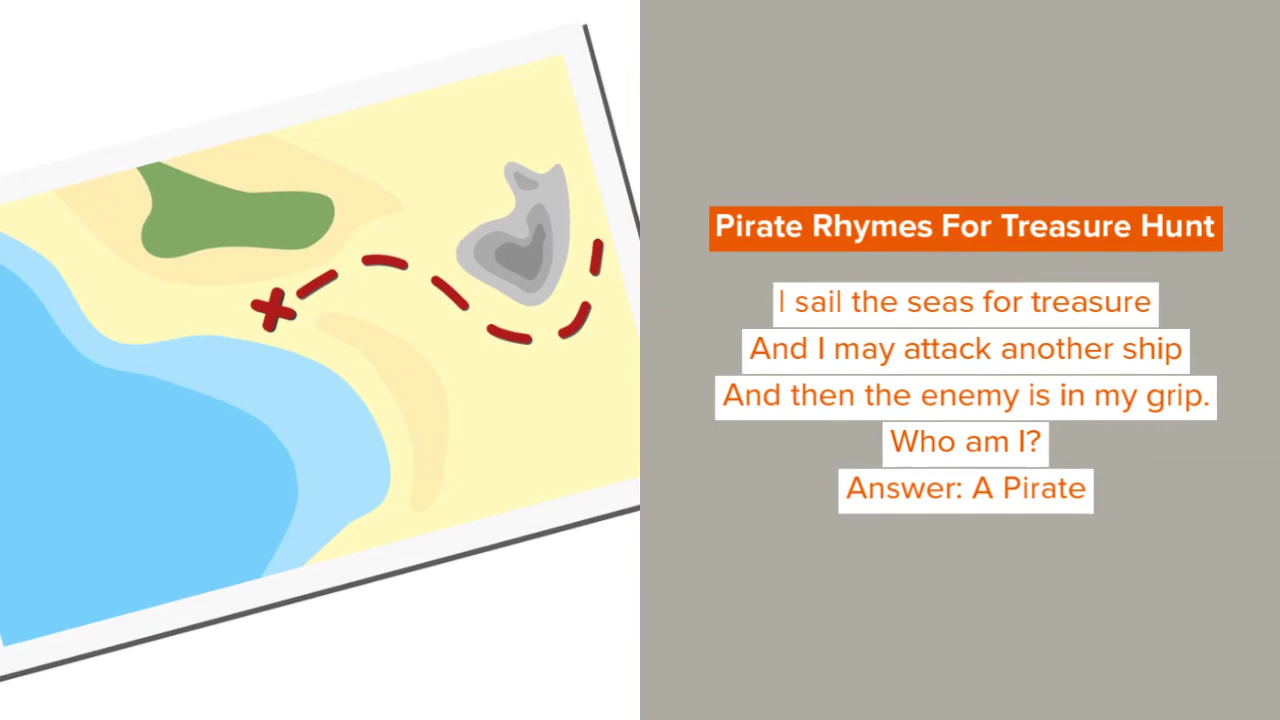 Pirate Rhymes For Treasure Hunt
I sail the seas for treasure
And I may attack another ship
And then the enemy is in my grip.
Who am I?
Answer: A Pirate